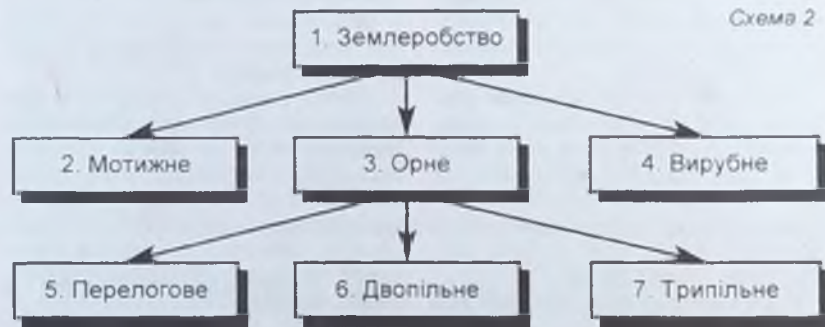 Схема 2
1. Землеробство
2. Мотижне
3. Орне
4. Вирубне
5. Перелогове
6. Двопільне
7. Трипільне